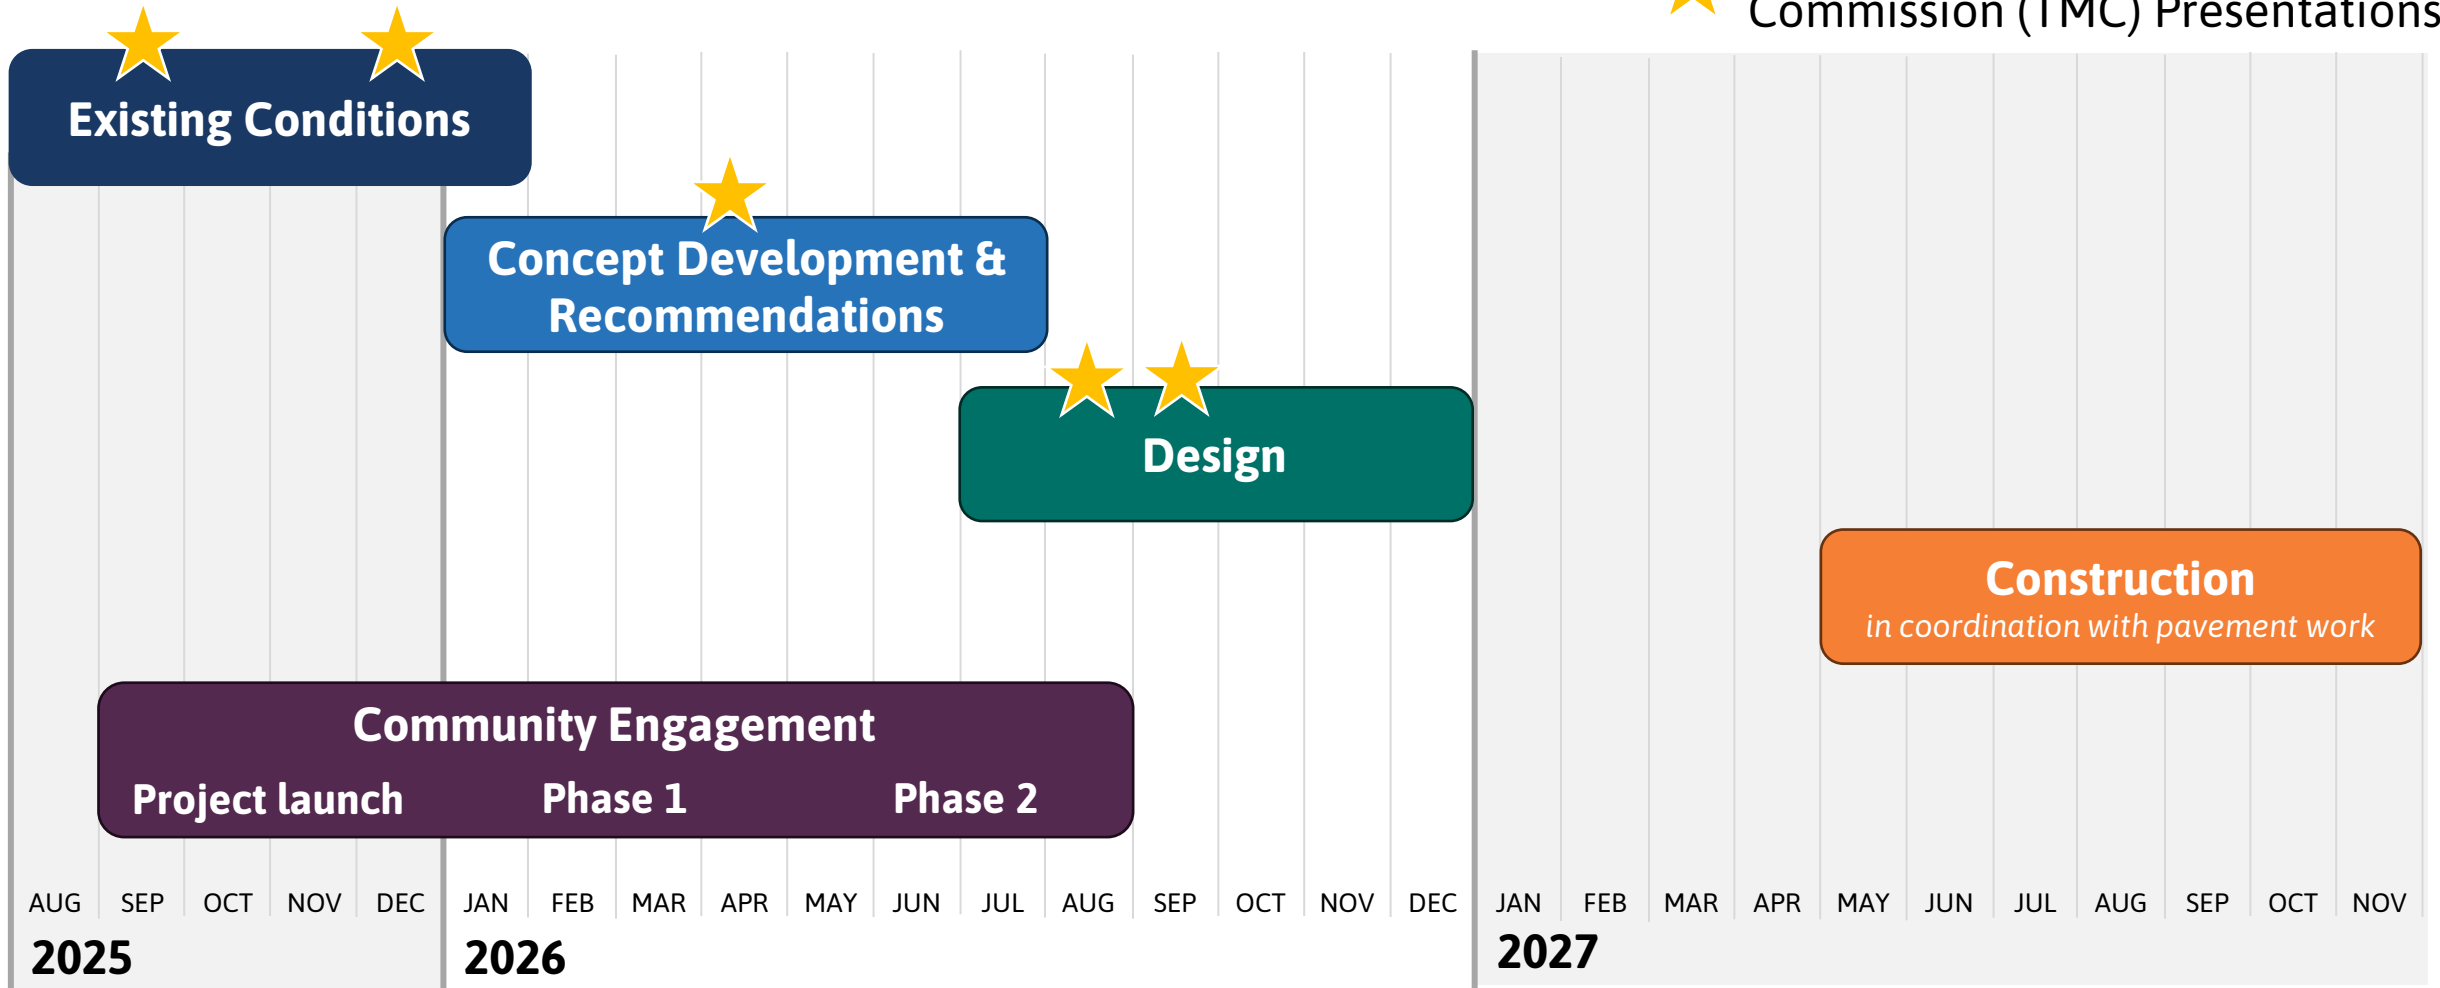 Commission (TMC) Presentations
Existing Conditions
Concept Development &
Recommendations
Design
Construction
in coordination with pavement work
Community Engagement
Project launch Phase 1 Phase 2
AUG SEP OCT NOV DEC JAN FEB MAR APR MAY JUN JUL AUG SEP OCT NOV DEC JAN FEB MAR APR MAY JUN JUL AUG SEP OCT NOV
2025 2026 2027